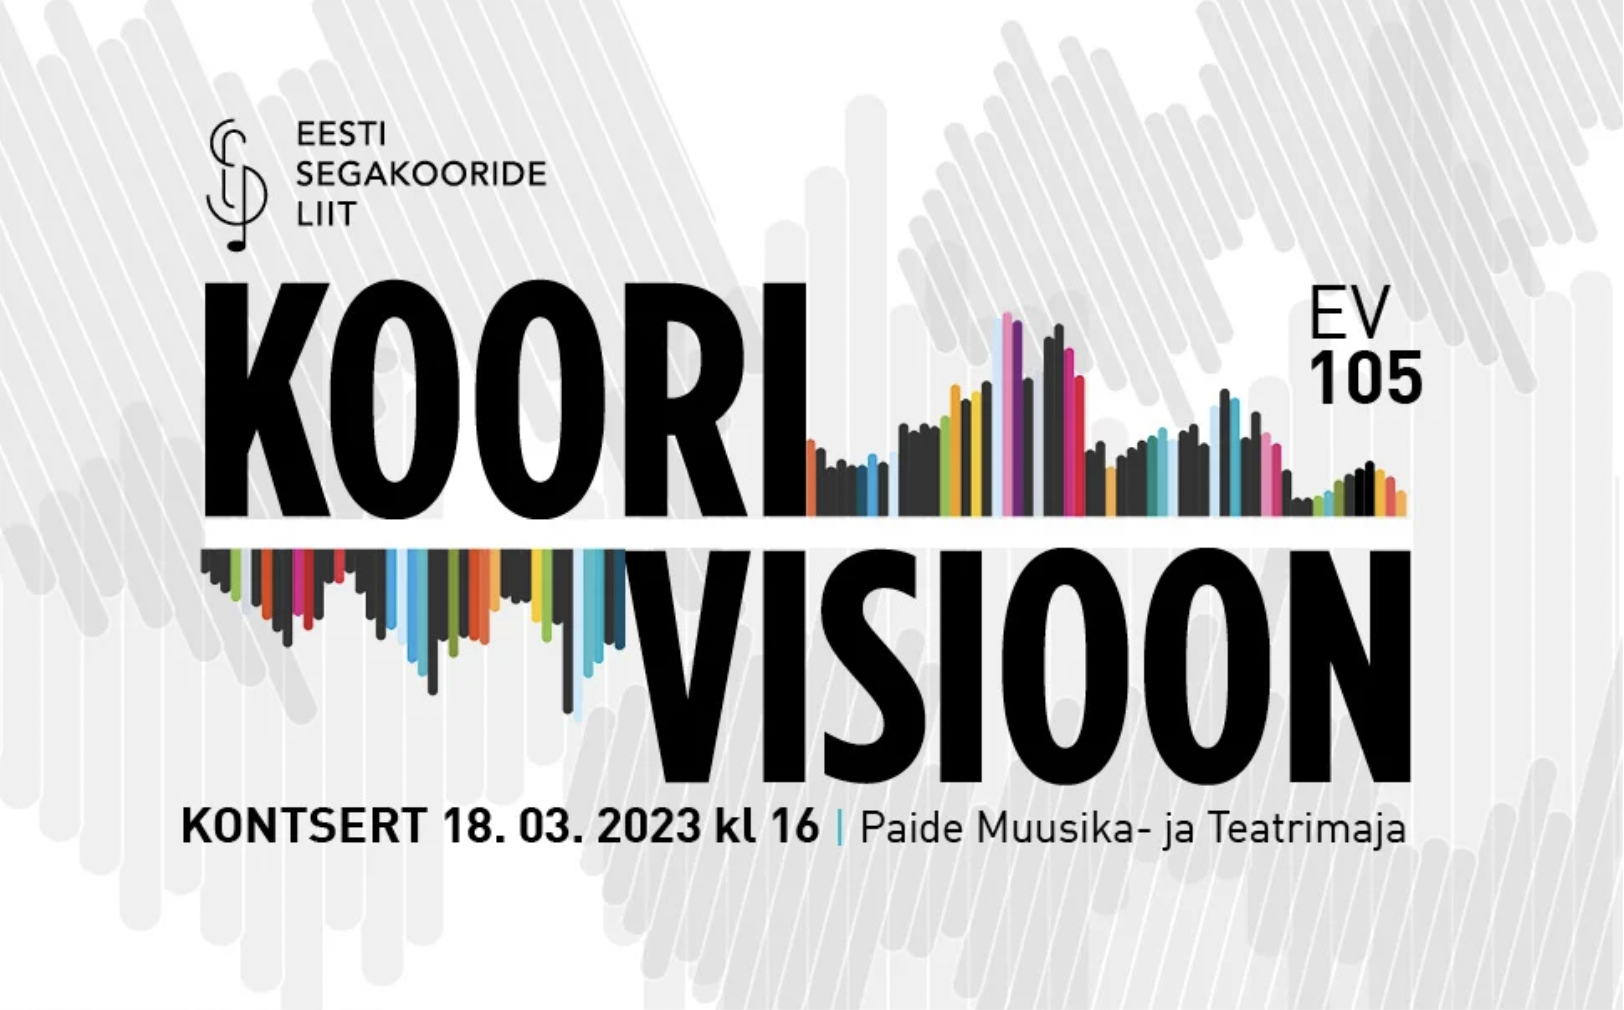 EESTI
SEGAKOORIDE
LIIT
KOORI
EV
105
VISIOON
KONTSERT 18. 03. 2023 kl 16 | Paide Muusika- ja Teatrimaja